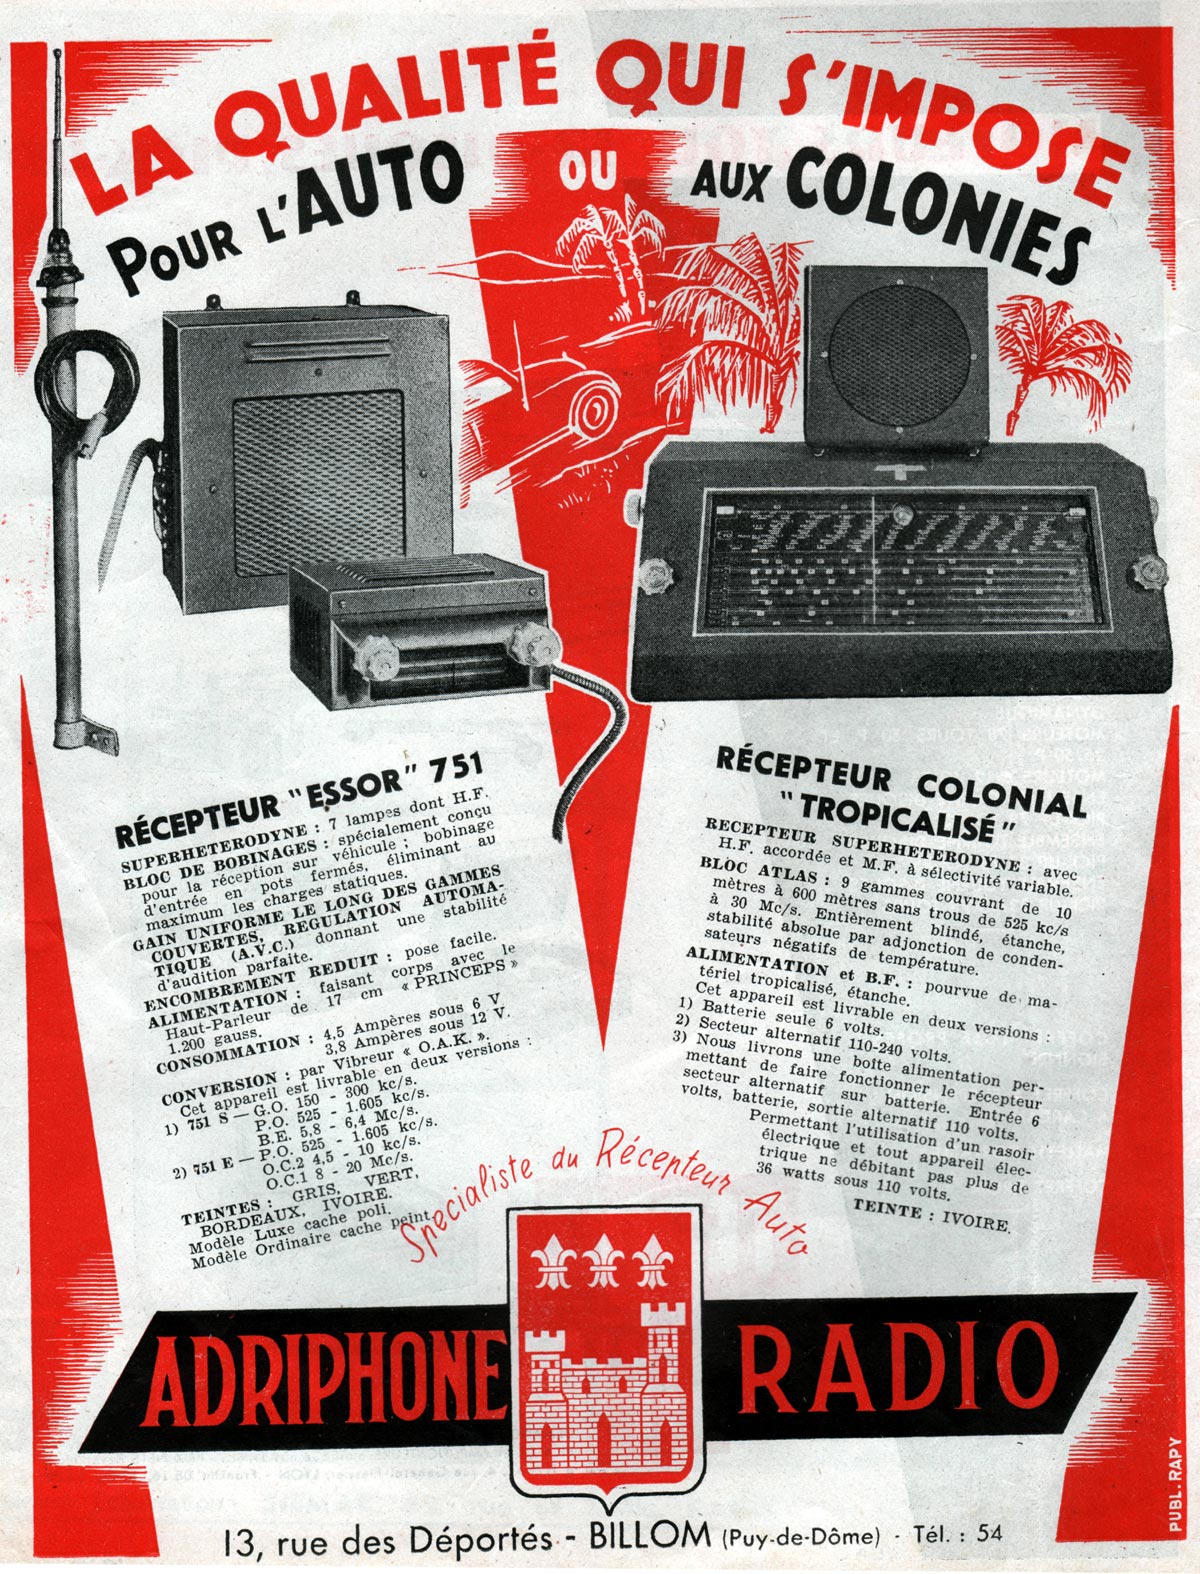 LA QUALITÉ QUI S'IMPOSE
POUR L'AUTO OU AUX COLONIES
RÉCEPTEUR "ESSOR" 751
SUPERHETERODYNE : 7 lampes dont H.F.
BLOC DE BOBINAGES : spécialement conçu
pour la réception sur véhicule ; bobinage
d'entrée en pots fermés, éliminant au
maximum les charges statiques.
GAIN UNIFORME LE LONG DES GAMMES
COUVERTES, REGULATION AUTOMA-
TIQUE (A.V.C.) donnant une stabilité
d'audition parfaite.
ENCOMBREMENT REDUIT : pose facile.
ALIMENTATION : faisant corps avec le
Haut-Parleur de 17 cm « PRINCEPS »
1.200 gauss.
CONSOMMATION : 4,5 Ampères sous 6 V.
3,8 Ampères sous 12 V.
CONVERSION : par Vibreur « O.A.K. ».
Cet appareil est livrable en deux versions :
1) 751 S — G.O. 150 - 300 kc/s.
P.O. 525 - 1.605 kc/s.
B.E. 5,8 - 6,4 Mc/s.
2) 751 E — P.O. 525 - 1.605 kc/s.
O.C.2 4,5 - 10 kc/s.
O.C.1 8 - 20 Mc/s.
TEINTES : GRIS, VERT,
BORDEAUX, IVOIRE.
Modèle Luxe cache poli.
Modèle Ordinaire cache peint.
RÉCEPTEUR COLONIAL
"TROPICALISÉ"
RECEPTEUR SUPERHETERODYNE : avec
H.F. accordée et M.F. à sélectivité variable.
BLOC ATLAS : 9 gammes couvrant de 10
mètres à 600 mètres sans trous de 525 kc/s
à 30 Mc/s. Entièrement blindé, étanche,
stabilité absolue par adjonction de conden-
sateurs négatifs de température.
ALIMENTATION et B.F. : pourvue de ma-
tériel tropicalisé, étanche.
Cet appareil est livrable en deux versions :
1) Batterie seule 6 volts.
2) Secteur alternatif 110-240 volts.
3) Nous livrons une boîte alimentation per-
mettant de faire fonctionner le récepteur
secteur alternatif sur batterie. Entrée 6
volts, batterie, sortie alternatif 110 volts.
Permettant l'utilisation d'un rasoir
électrique et tout appareil élec-
trique ne débitant pas plus de
36 watts sous 110 volts.
TEINTE : IVOIRE.
Spécialiste du Récepteur Auto
ADRIPHONE RADIO
13, rue des Déportés - BILLOM (Puy-de-Dôme) - Tél. : 54
PUBL. RAPY